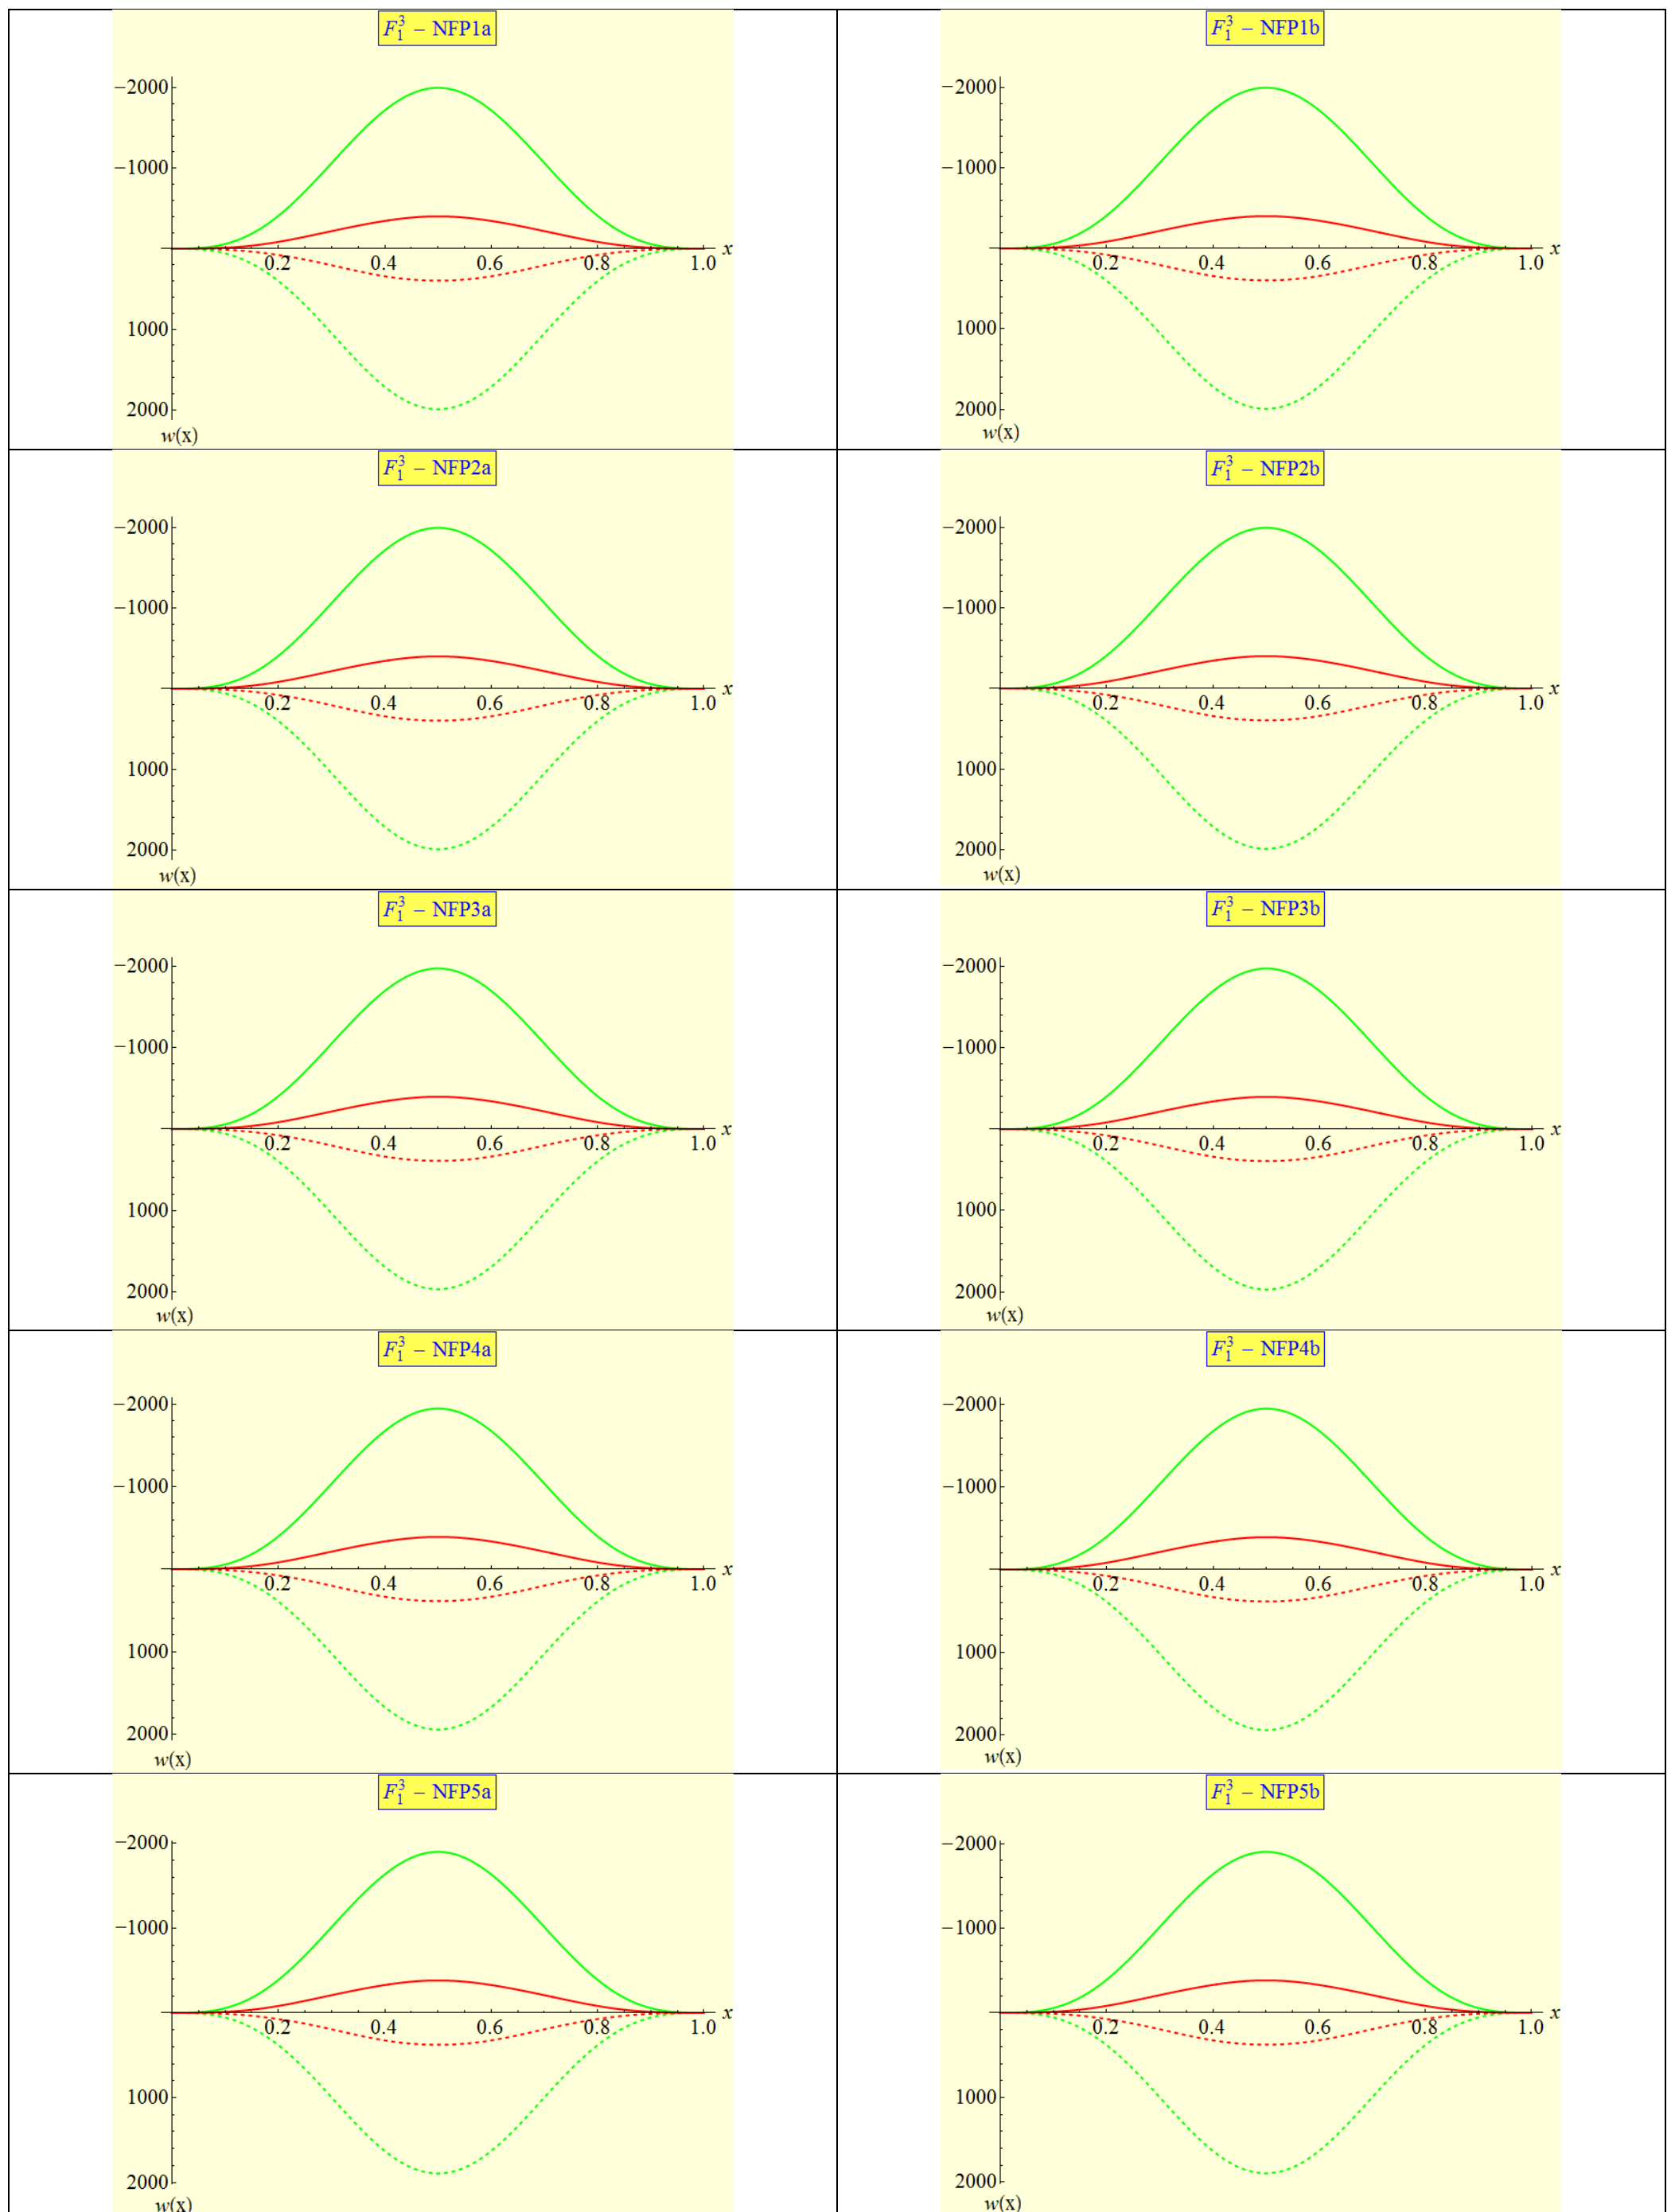 F₁³ – NFP1a
−2000
−1000
0.2 0.4 0.6 0.8 1.0 x
1000
2000
w(x)
F₁³ – NFP1b
−2000
−1000
0.2 0.4 0.6 0.8 1.0 x
1000
2000
w(x)
F₁³ – NFP2a
−2000
−1000
0.2 0.4 0.6 0.8 1.0 x
1000
2000
w(x)
F₁³ – NFP2b
−2000
−1000
0.2 0.4 0.6 0.8 1.0 x
1000
2000
w(x)
F₁³ – NFP3a
−2000
−1000
0.2 0.4 0.6 0.8 1.0 x
1000
2000
w(x)
F₁³ – NFP3b
−2000
−1000
0.2 0.4 0.6 0.8 1.0 x
1000
2000
w(x)
F₁³ – NFP4a
−2000
−1000
0.2 0.4 0.6 0.8 1.0 x
1000
2000
w(x)
F₁³ – NFP4b
−2000
−1000
0.2 0.4 0.6 0.8 1.0 x
1000
2000
w(x)
F₁³ – NFP5a
−2000
−1000
0.2 0.4 0.6 0.8 1.0 x
1000
2000
w(x)
F₁³ – NFP5b
−2000
−1000
0.2 0.4 0.6 0.8 1.0 x
1000
2000
w(x)